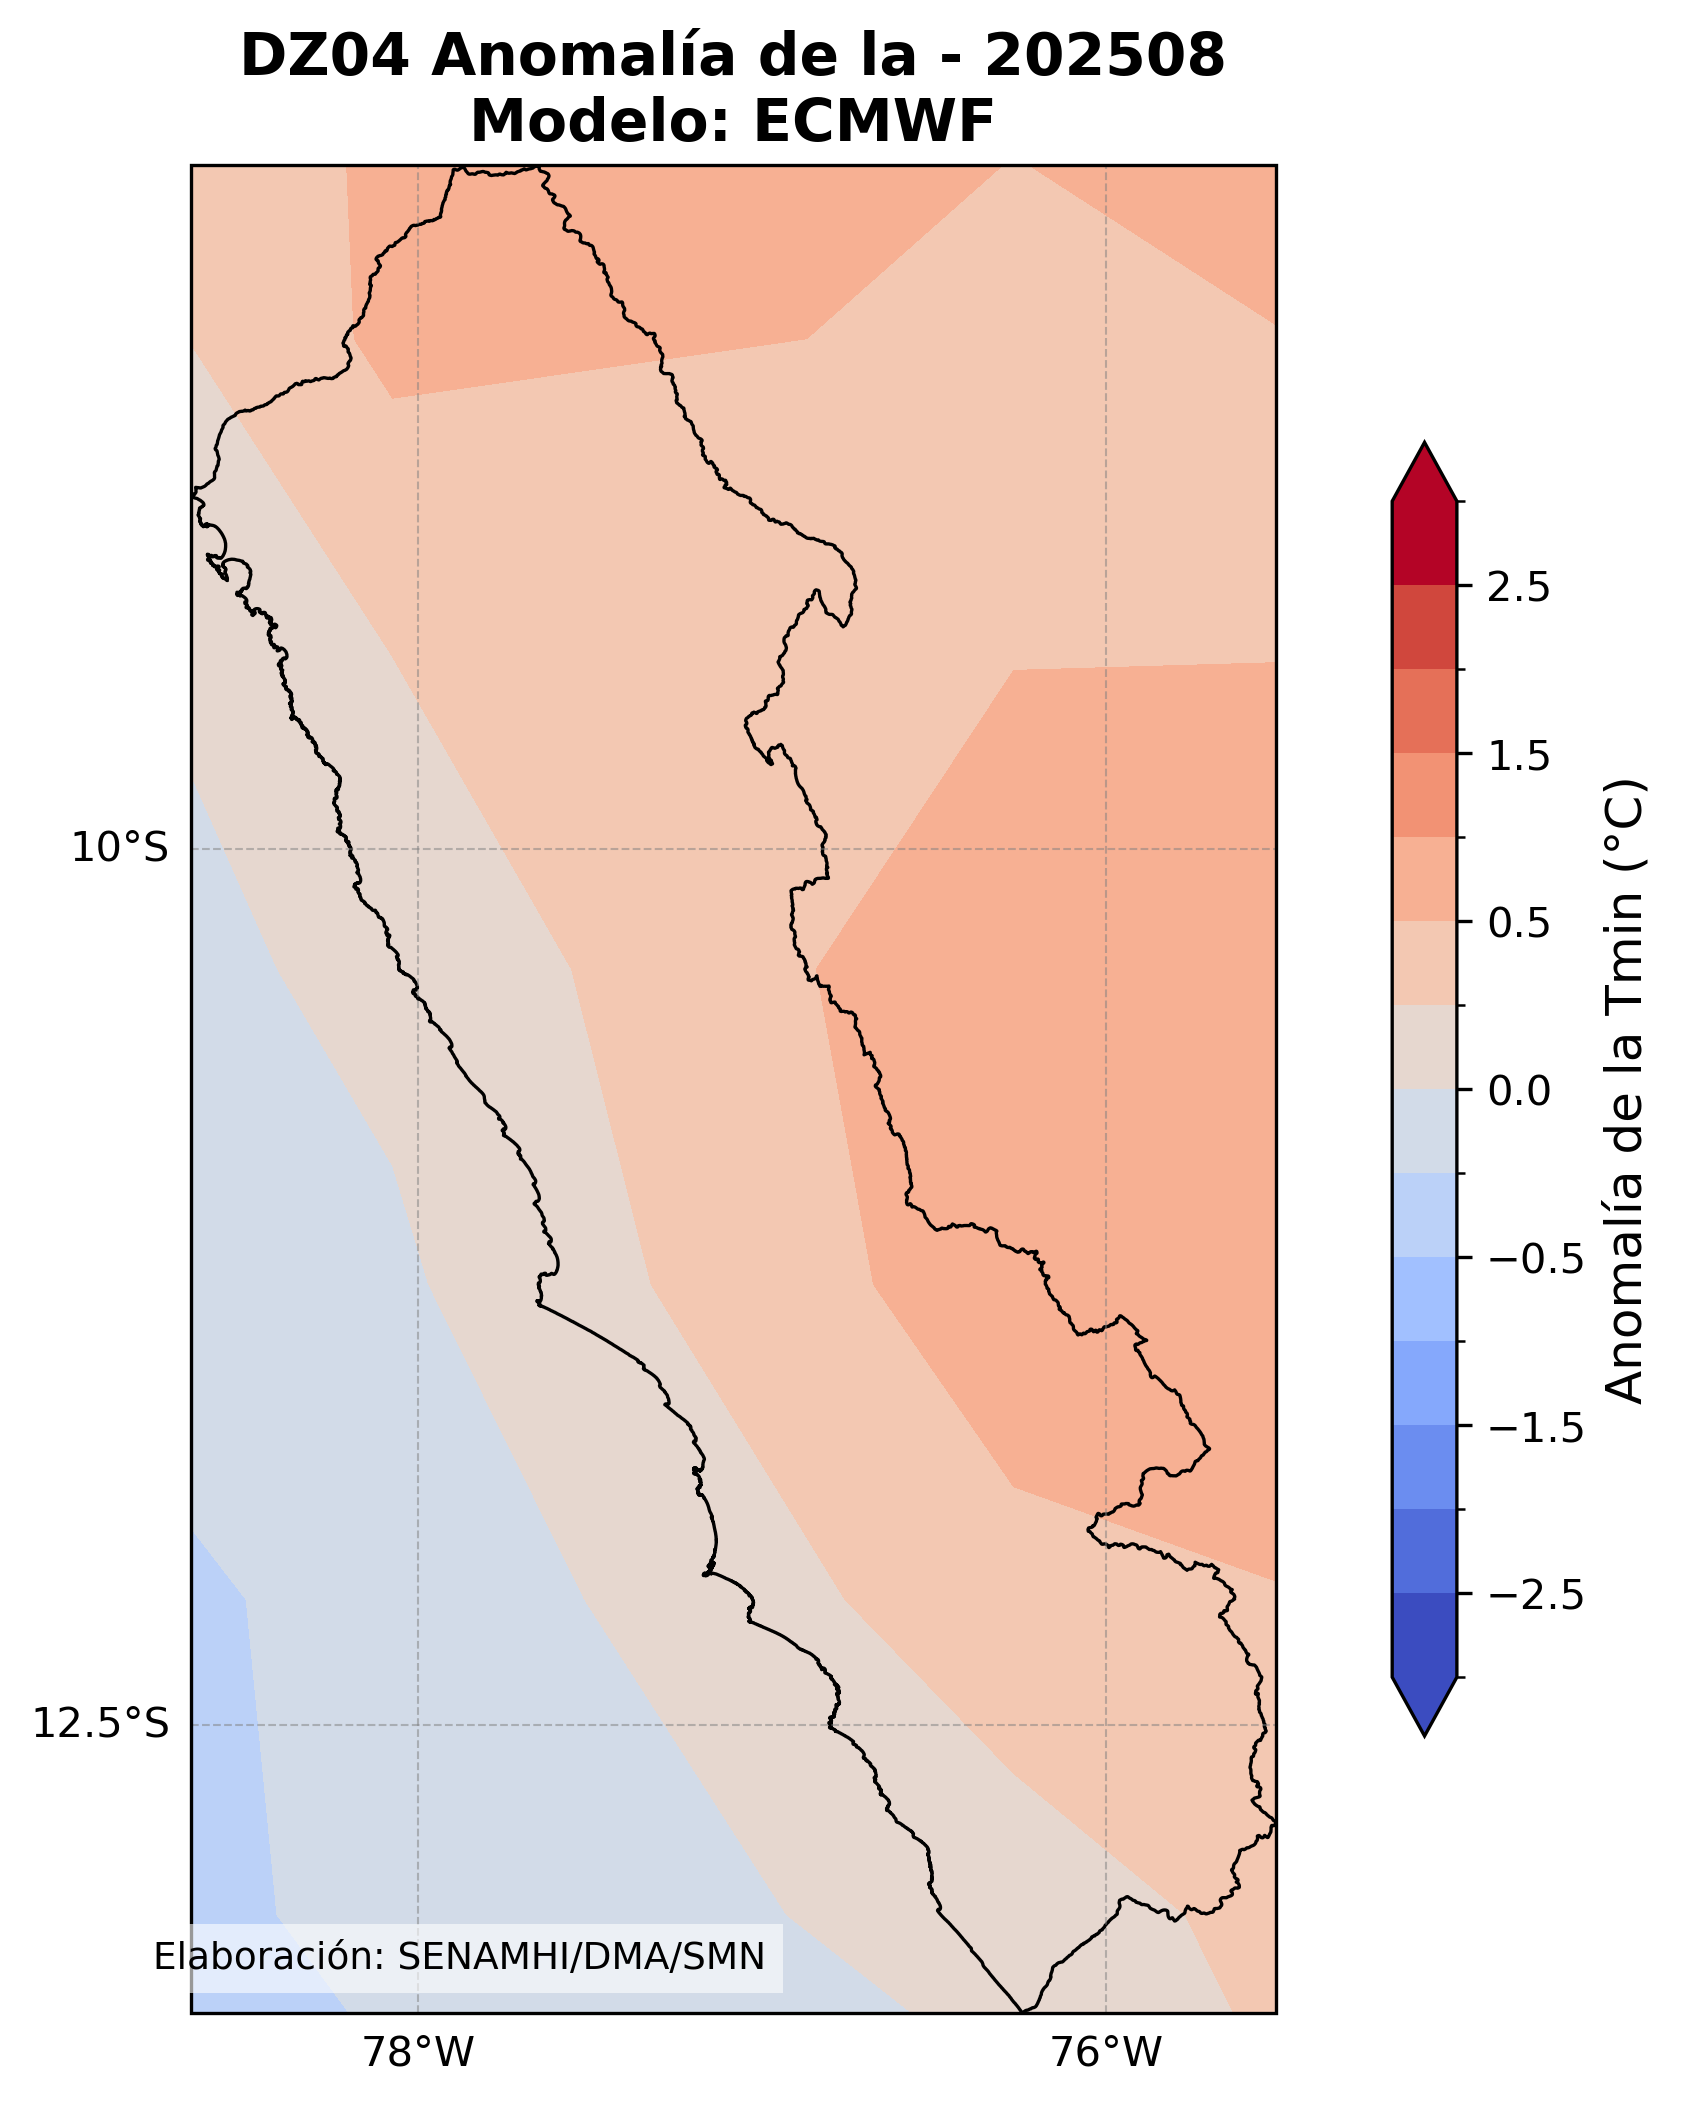 DZ04 Anomalía de la - 202508
Modelo: ECMWF
10°S
12.5°S
78°W
76°W
Elaboración: SENAMHI/DMA/SMN
2.5
1.5
0.5
0.0
−0.5
−1.5
−2.5
Anomalía de la Tmin (°C)